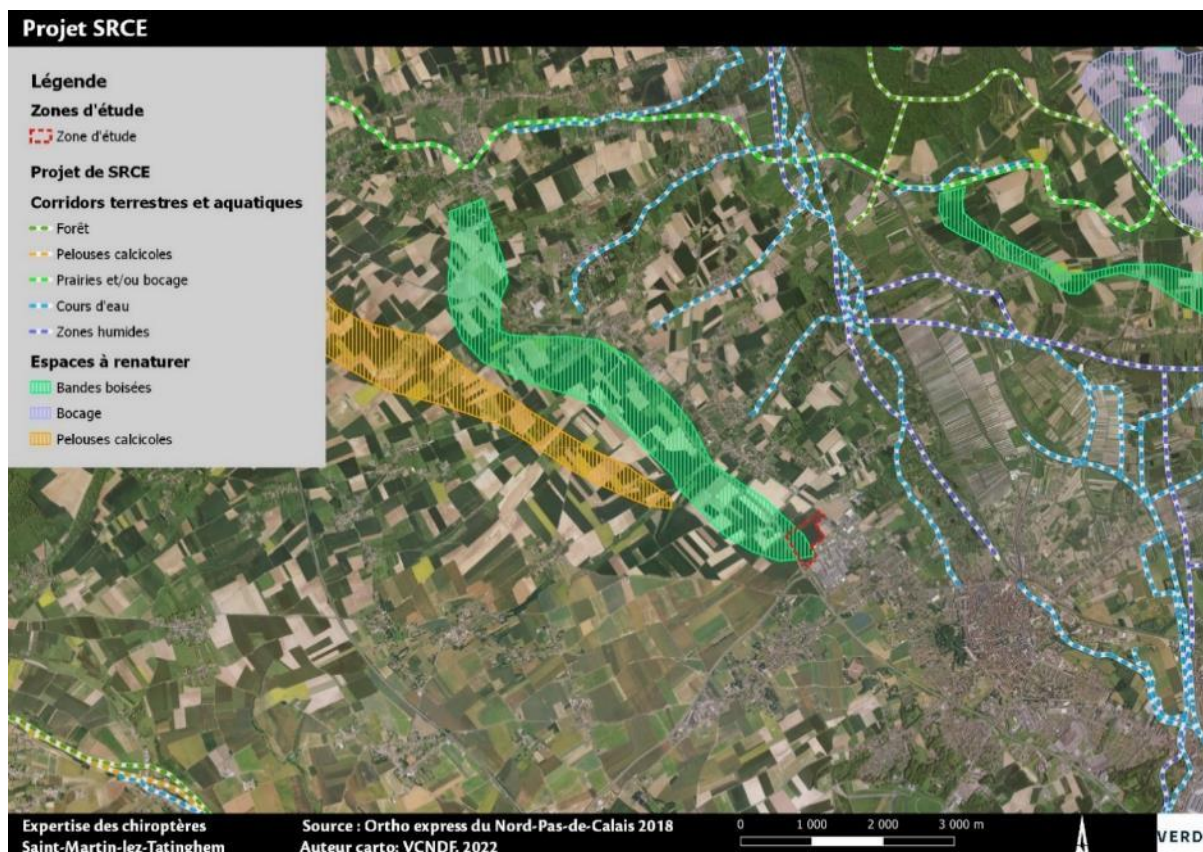 Projet SRCE
Légende
Zones d'étude
Zone d'étude
Projet de SRCE
Corridors terrestres et aquatiques
Forêt
Pelouses calcicoles
Prairies et/ou bocage
Cours d'eau
Zones humides
Espaces à renaturer
Bandes boisées
Bocage
Pelouses calcicoles
Expertise des chiroptères
Saint-Martin-lez-Tatinghem
Source : Ortho express du Nord-Pas-de-Calais 2018
Auteur carto: VCNDF, 2022
0 1 000 2 000 3 000 m
VERD